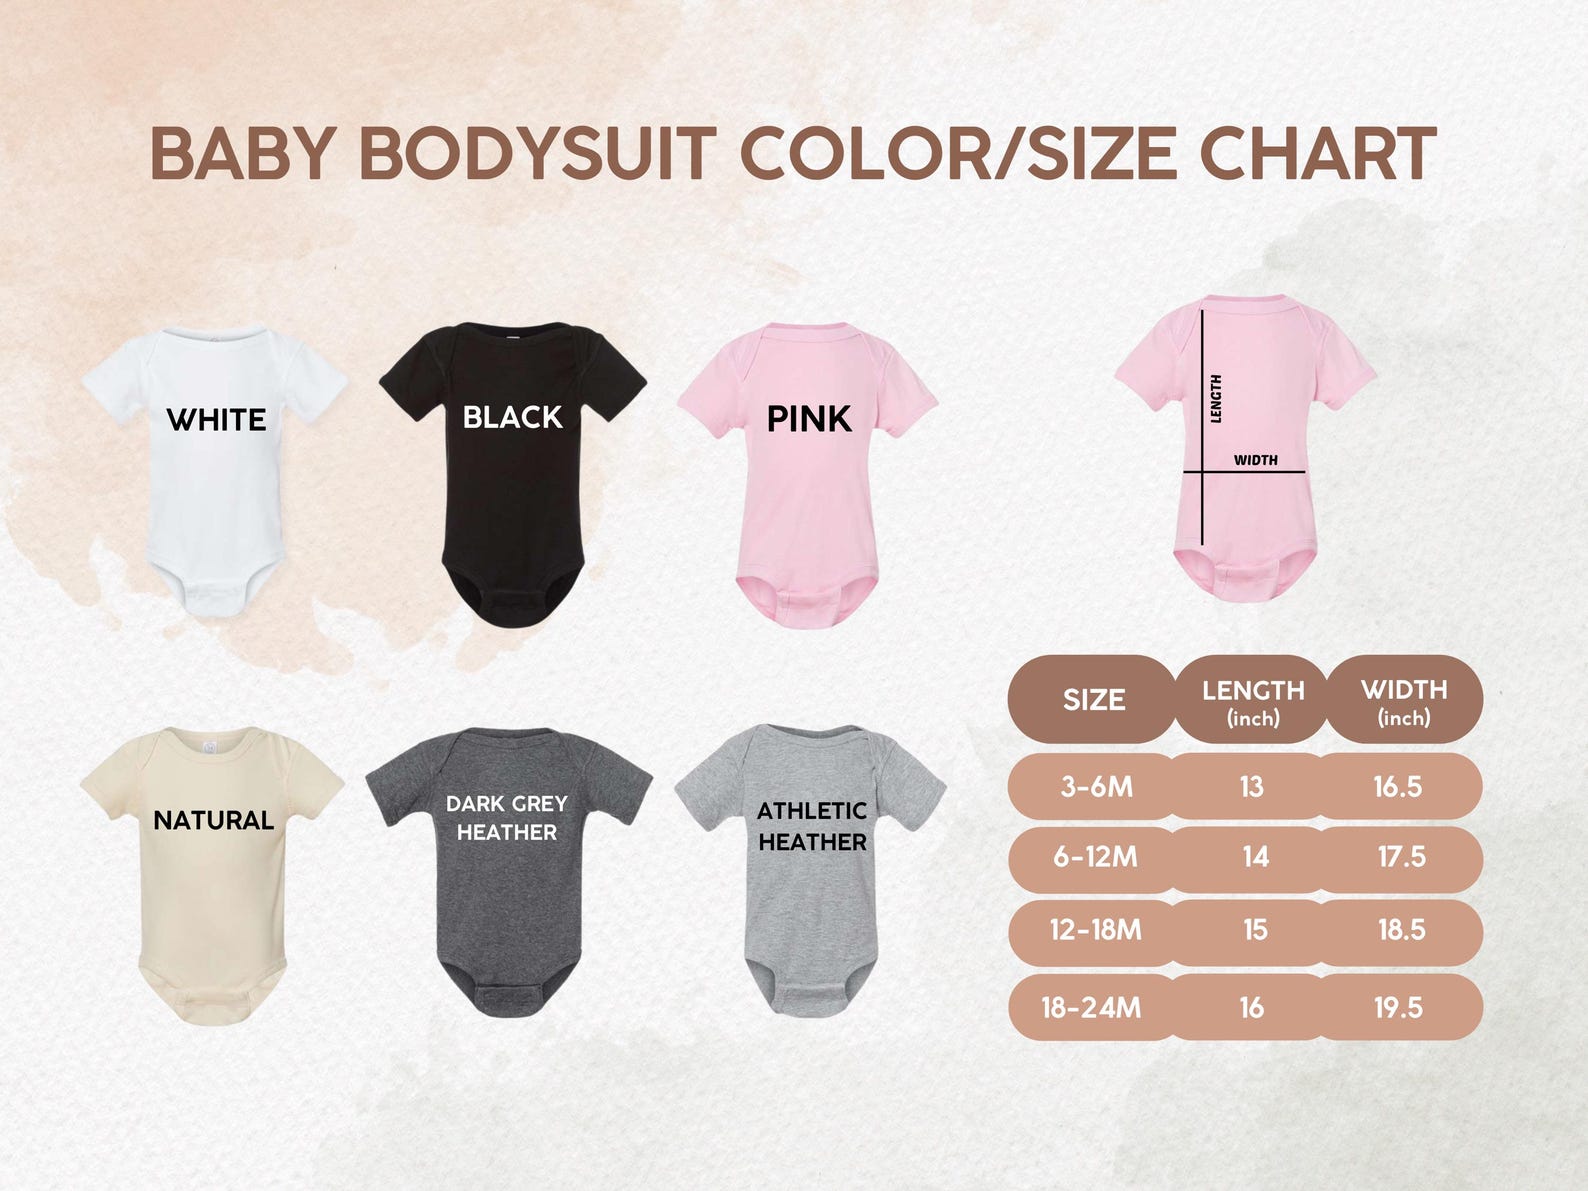 BABY BODYSUIT COLOR/SIZE CHART
WHITE
BLACK
PINK
LENGTH
WIDTH
NATURAL
DARK GREY
HEATHER
ATHLETIC
HEATHER
SIZE LENGTH (inch) WIDTH (inch)
3-6M 13 16.5
6-12M 14 17.5
12-18M 15 18.5
18-24M 16 19.5